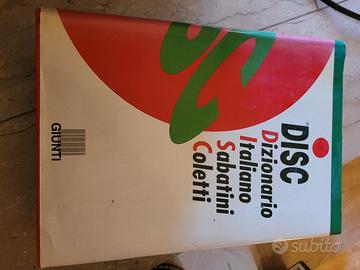 DISC
Dizionario
Italiano
Sabatini
Coletti
GIUNTI
subito